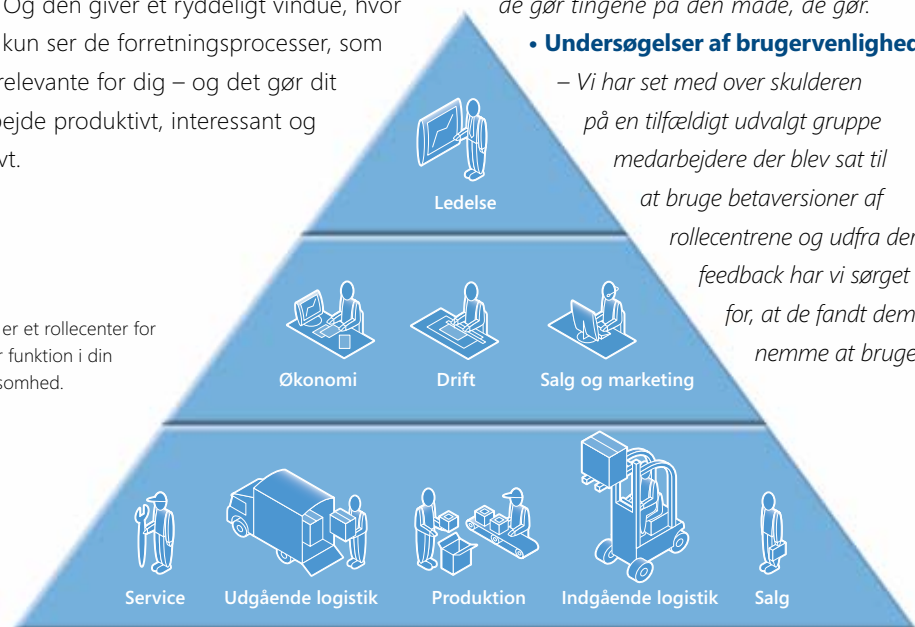 Og den giver et ryddeligt vindue, hvor
kun ser de forretningsprocesser, som
relevante for dig – og det gør dit
produktivt, interessant og
er et rollecenter for
funktion i din
de gør tingene på den måde, de gør.
• Undersøgelser af brugervenlighed
– Vi har set med over skulderen
på en tilfældigt udvalgt gruppe
medarbejdere der blev sat til
at bruge betaversioner af
rollecentrene og udfra
feedback har vi sørget
for, at de fandt dem
nemme at bruge
Ledelse
Økonomi Drift Salg og marketing
Service Udgående logistik Produktion Indgående logistik Salg